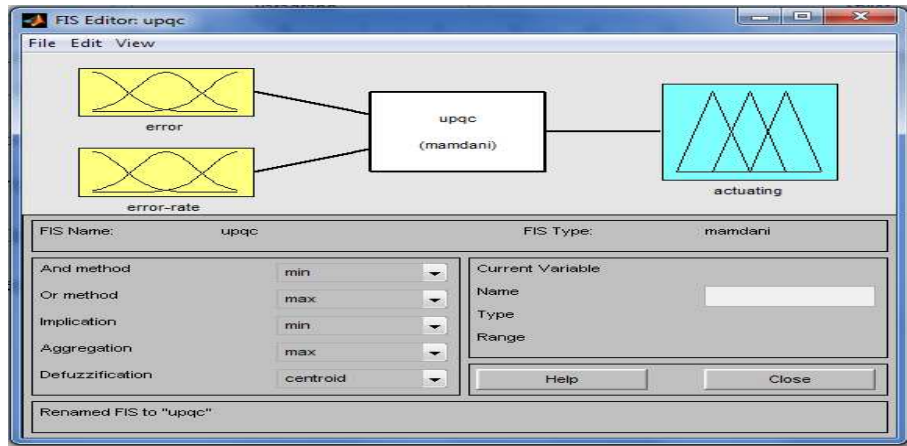 FIS Editor: upqc
File Edit View
error
error-rate
upqc
(mamdani)
actuating
FIS Name: upqc FIS Type: mamdani
And method min
Or method max
Implication min
Aggregation max
Defuzzification centroid
Current Variable
Name
Type
Range
Help Close
Renamed FIS to "upqc"